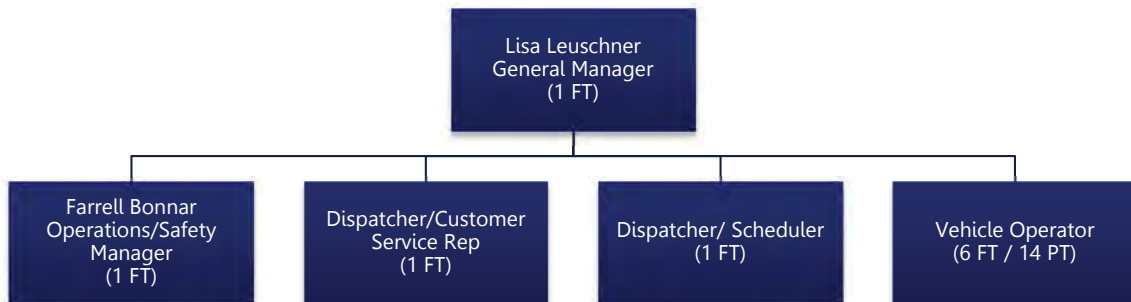 Lisa Leuschner
General Manager
(1 FT)
Farrell Bonnar
Operations/Safety
Manager
(1 FT)
Dispatcher/Customer
Service Rep
(1 FT)
Dispatcher/ Scheduler
(1 FT)
Vehicle Operator
(6 FT / 14 PT)